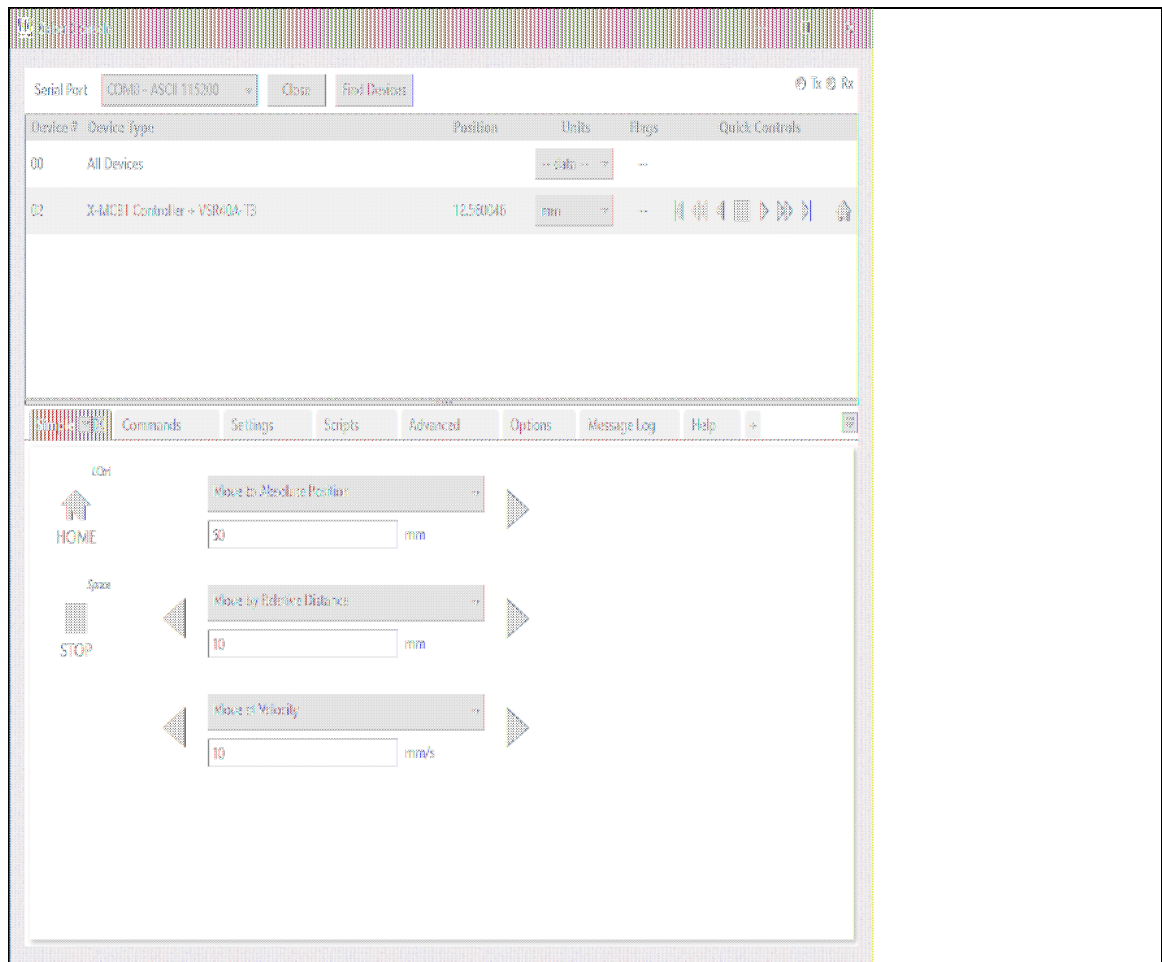 Serial Port COM8 - ASCII 115200 Close Find Devices Tx Rx
Device # Device Type Position Units Flags Quick Controls
00 All Devices -- auto -- --
02 X-MCB1 Controller + VSR40A-T3 12.580046 mm --
Commands Settings Scripts Advanced Options Message Log Help +
HOME
Move to Absolute Position
50 mm
Space
STOP
Move by Relative Distance
10 mm
Move at Velocity
10 mm/s